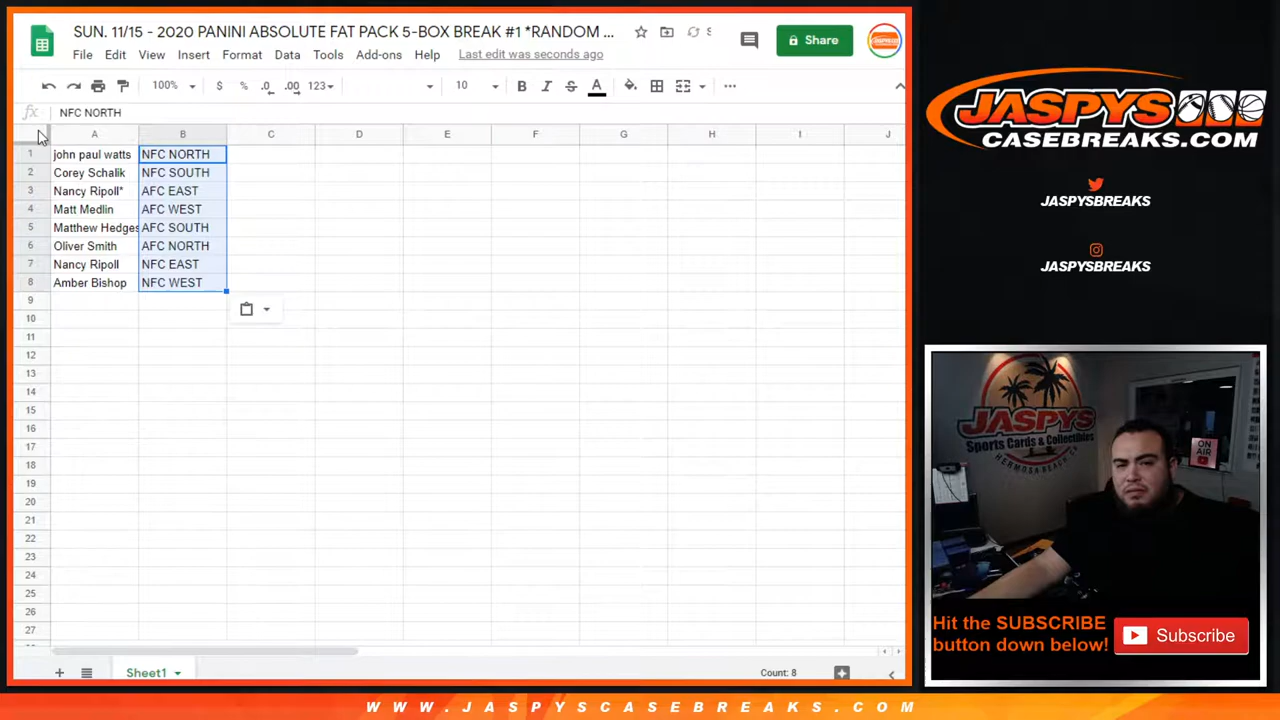 SUN. 11/15 - 2020 PANINI ABSOLUTE FAT PACK 5-BOX BREAK #1 *RANDOM ...
Share
File Edit View Insert Format Data Tools Add-ons Help Last edit was seconds ago
100% $ % .0 .00 123 10 B I S A
fx NFC NORTH
A B C D E F G H I J
1 john paul watts NFC NORTH
2 Corey Schalik NFC SOUTH
3 Nancy Ripoll* AFC EAST
4 Matt Medlin AFC WEST
5 Matthew Hedges AFC SOUTH
6 Oliver Smith AFC NORTH
7 Nancy Ripoll NFC EAST
8 Amber Bishop NFC WEST
9
10
11
12
13
14
15
16
17
18
19
20
21
22
23
24
25
26
27
Sheet1 Count: 8
JASPYS
CASEBREAKS.COM
JASPYSBREAKS
JASPYSBREAKS
JASPYS
Sports Cards & Collectibles
HERMOSA BEACH, CA
ON
AIR
Hit the SUBSCRIBE
button down below!
Subscribe
WWW.JASPYSCASEBREAKS.COM